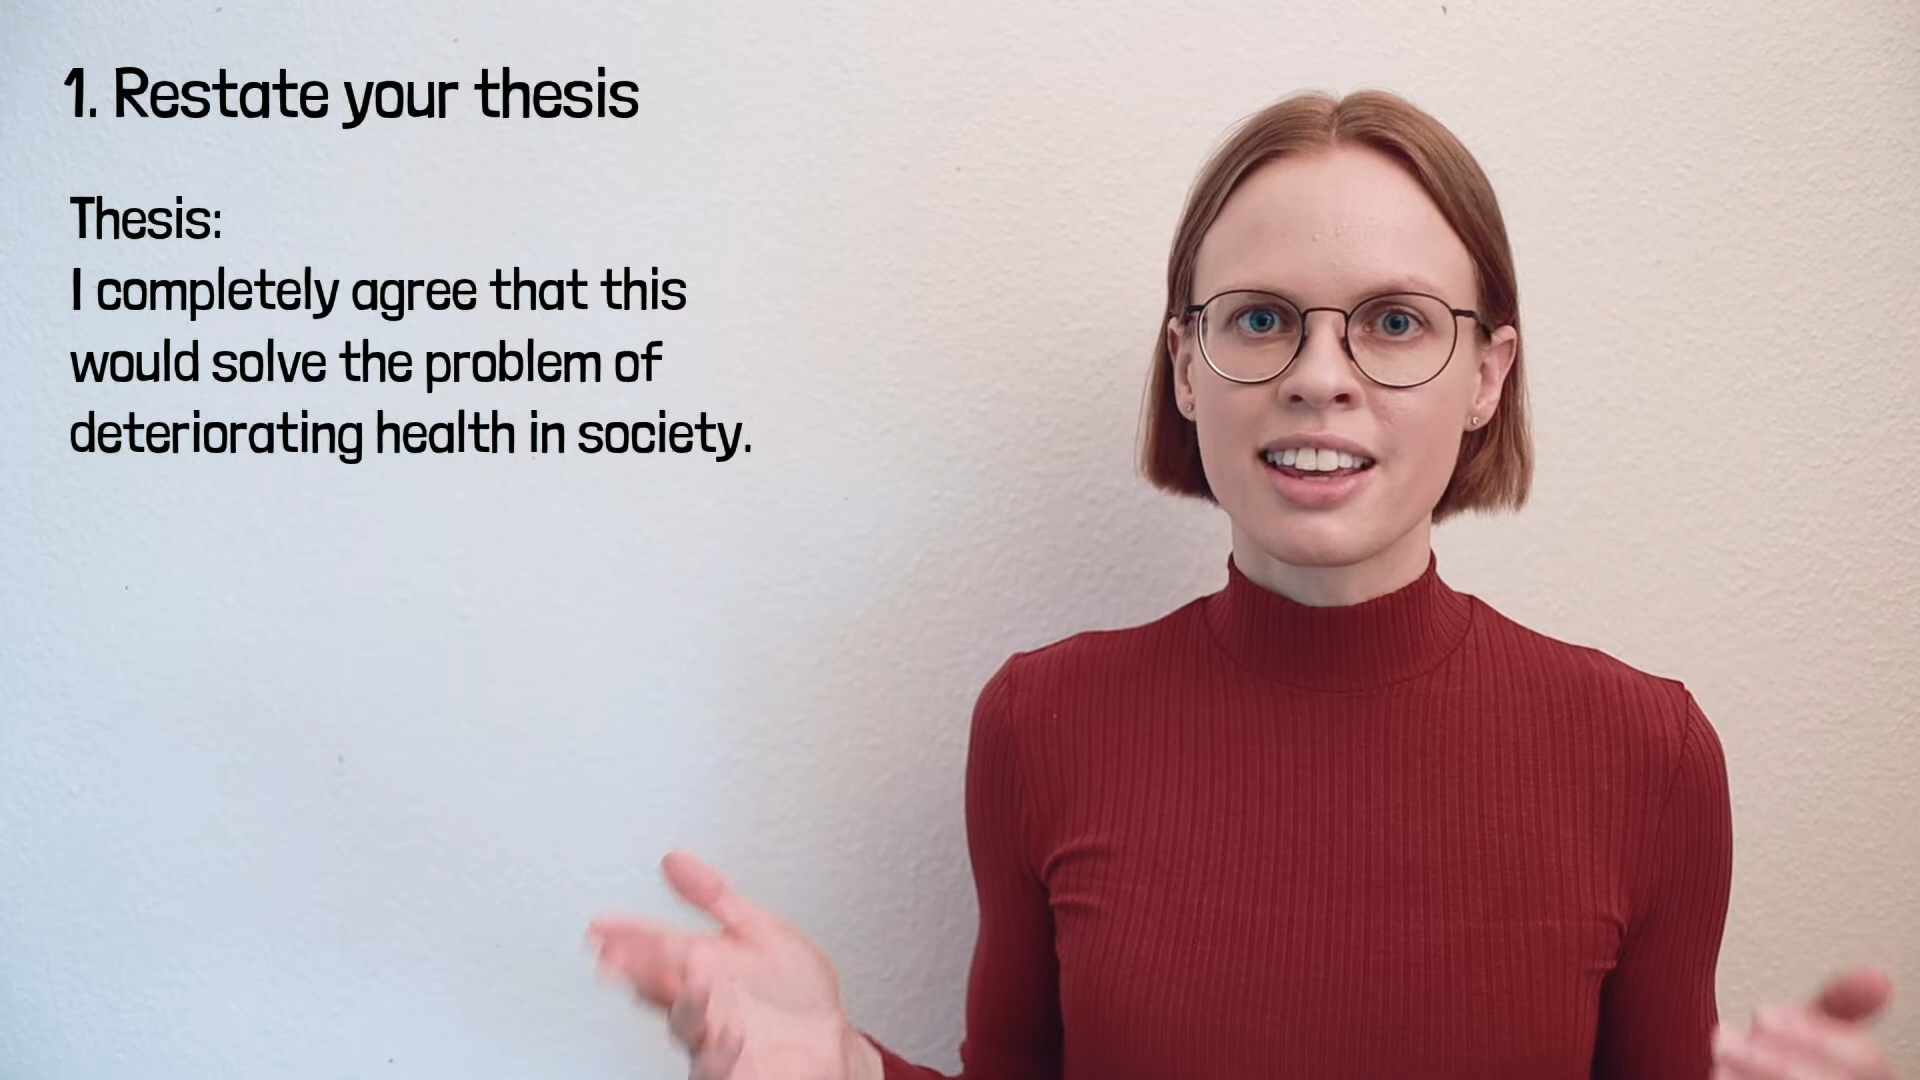 1. Restate your thesis
Thesis:
I completely agree that this
would solve the problem of
deteriorating health in society.